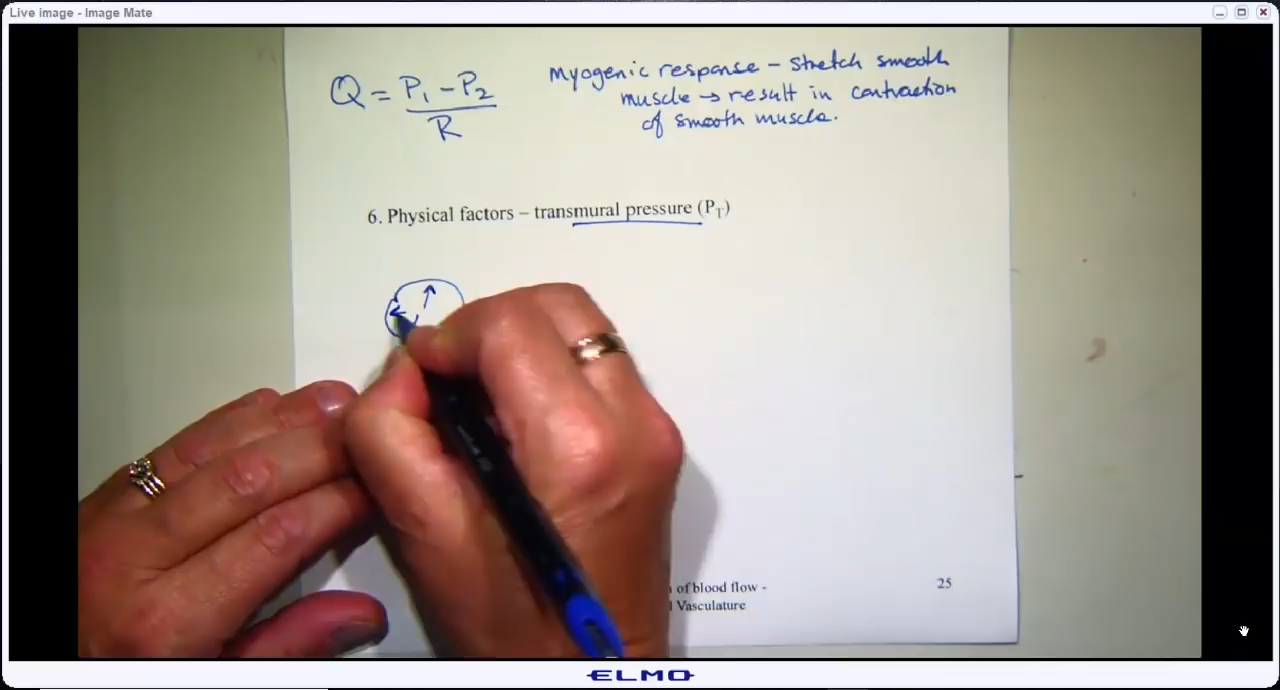 Live image - Image Mate
Q = P1 - P2
R
Myogenic response - stretch smooth
muscle → result in contraction
of smooth muscle.
6. Physical factors – transmural pressure (PT)
of blood flow -
Vasculature
25
ELMO